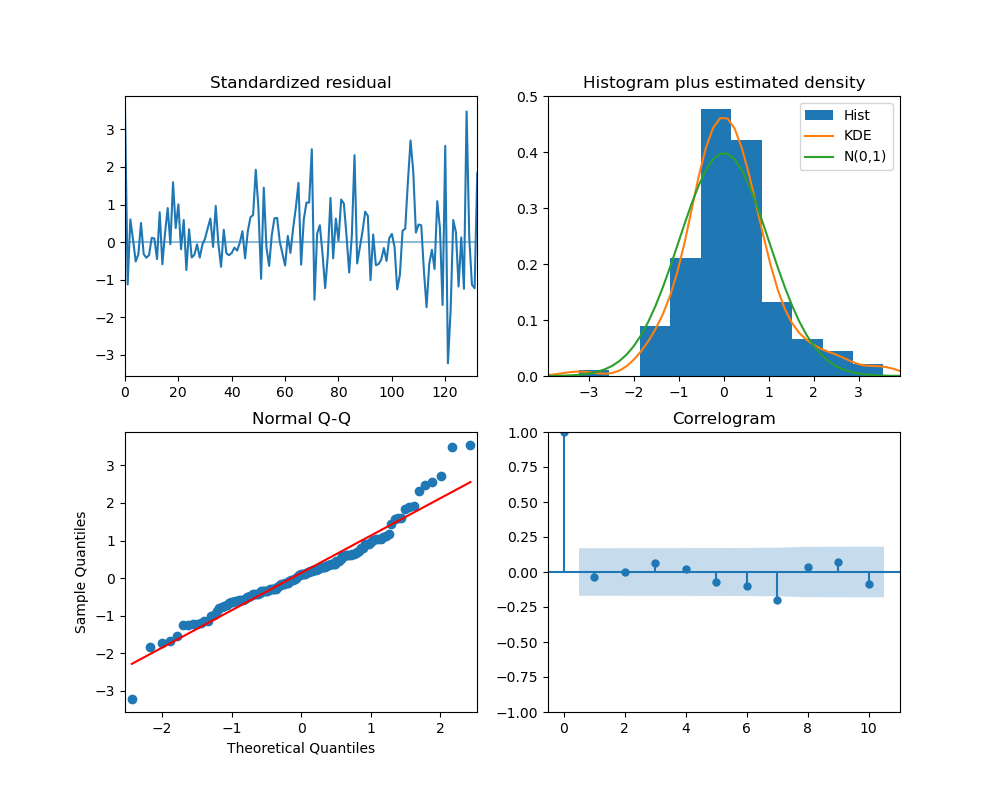 Standardized residual
3
2
1
0
−1
−2
−3
0 20 40 60 80 100 120
Histogram plus estimated density
0.5
0.4
0.3
0.2
0.1
0.0
−3 −2 −1 0 1 2 3
Hist
KDE
N(0,1)
Normal Q-Q
Sample Quantiles
3
2
1
0
−1
−2
−3
−2 −1 0 1 2
Theoretical Quantiles
Correlogram
1.00
0.75
0.50
0.25
0.00
−0.25
−0.50
−0.75
−1.00
0 2 4 6 8 10